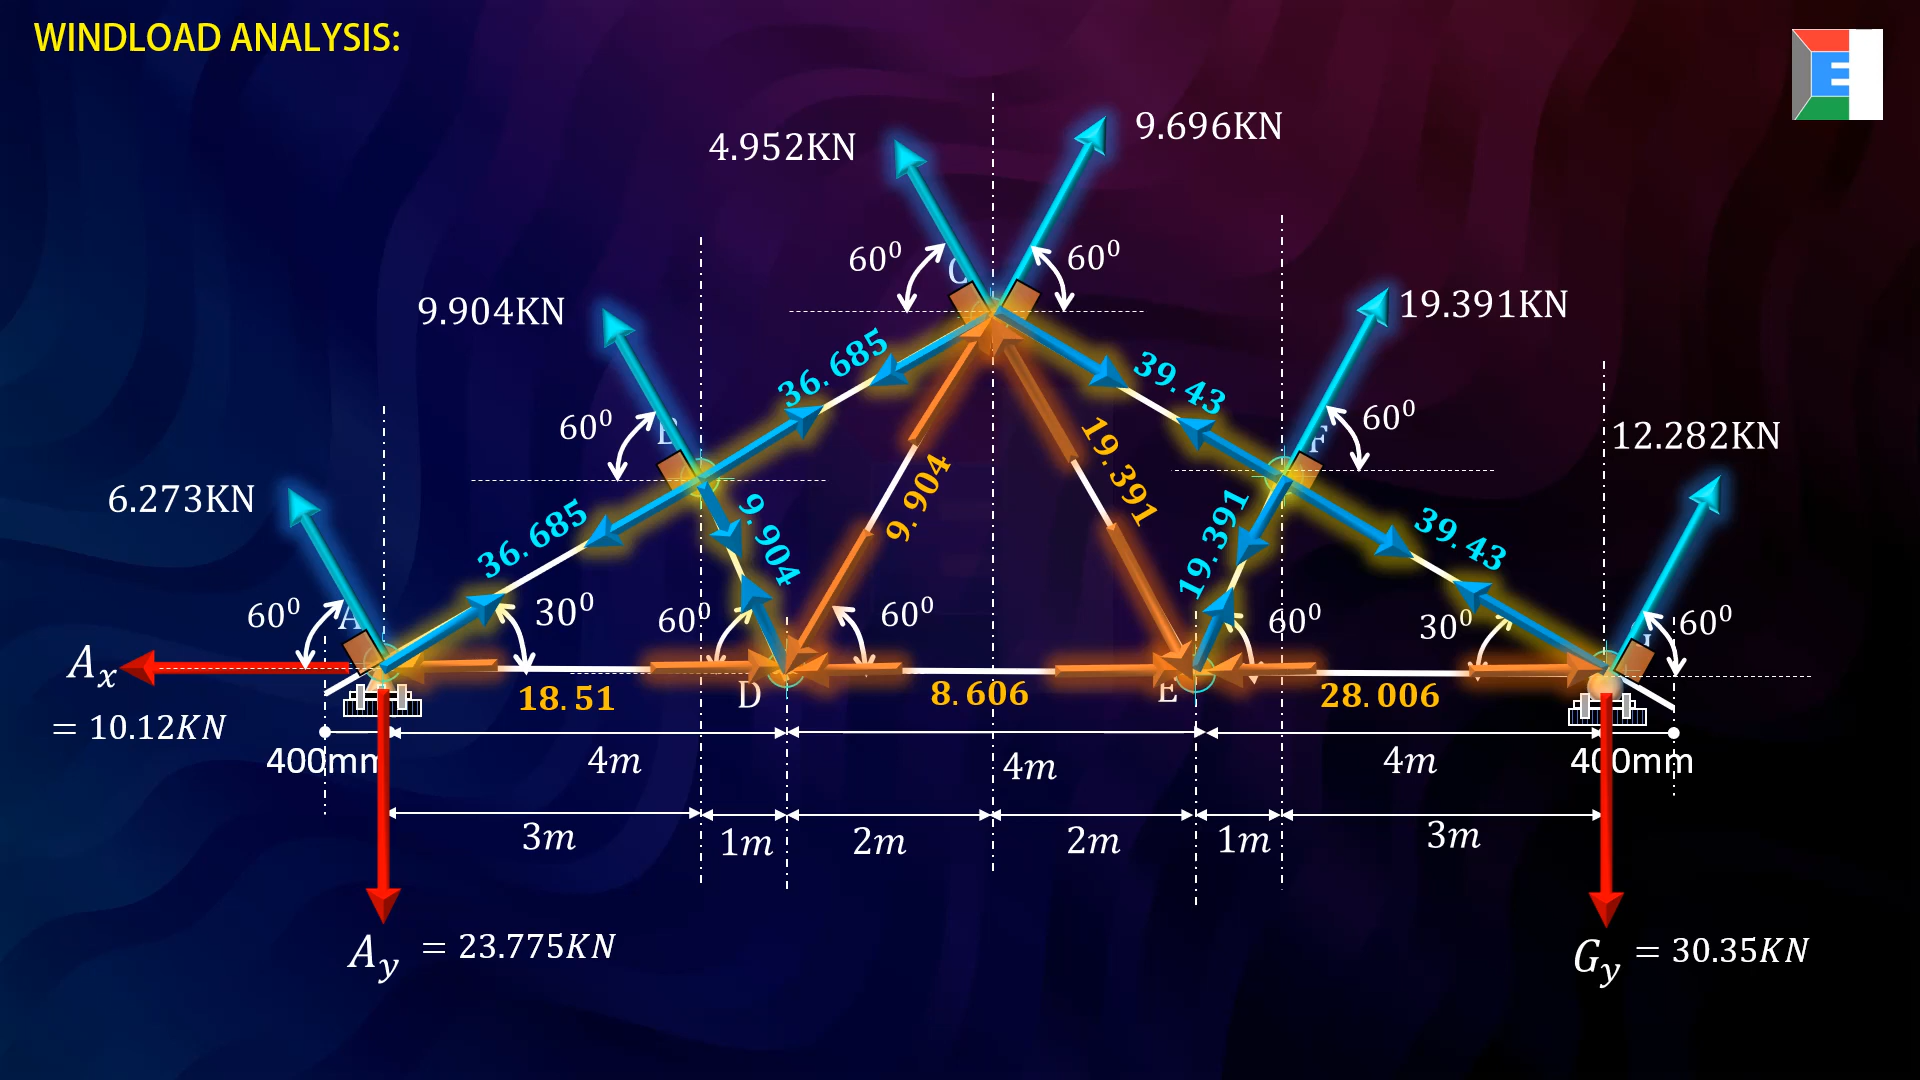 WINDLOAD ANALYSIS:
E
4.952KN
9.696KN
60⁰
60⁰
C
9.904KN
19.391KN
36.685
39.43
60⁰
60⁰
B
F
12.282KN
6.273KN
36.685
9.904
9.904
19.391
19.391
39.43
60⁰
A
30⁰
60⁰
60⁰
60⁰
30⁰
60⁰
G
Aₓ
= 10.12KN
18.51
D
8.606
E
28.006
400mm
4m
4m
4m
400mm
3m
1m
2m
2m
1m
3m
A_y = 23.775KN
G_y = 30.35KN